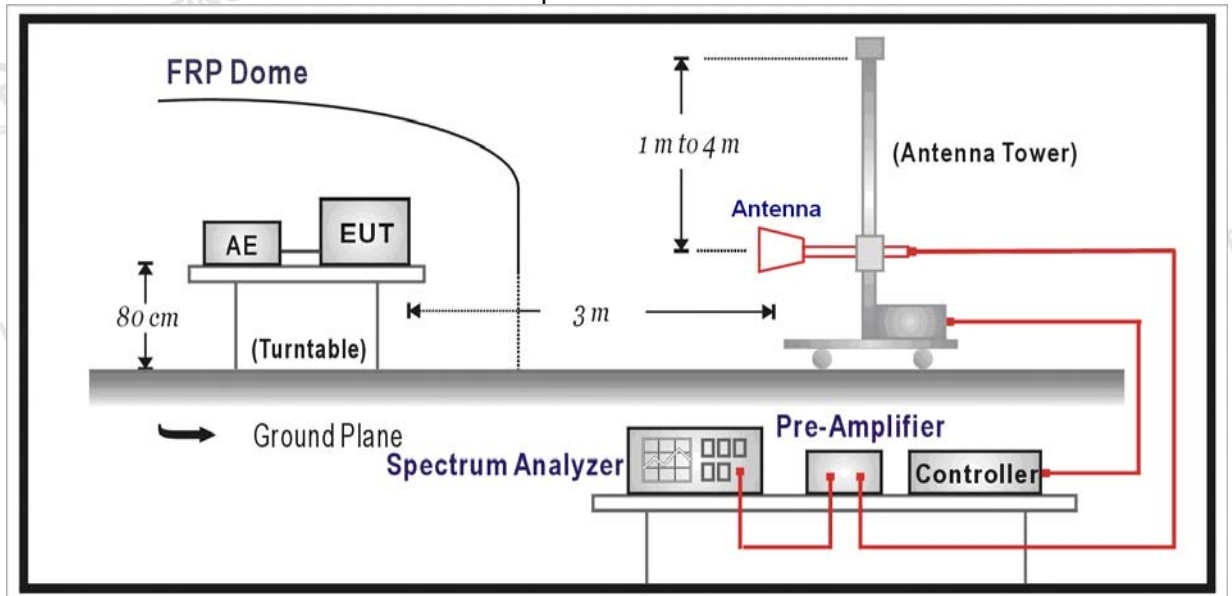 FRP Dome
1 m to 4 m
(Antenna Tower)
Antenna
AE
EUT
80 cm
3 m
(Turntable)
Ground Plane
Pre-Amplifier
Spectrum Analyzer
Controller